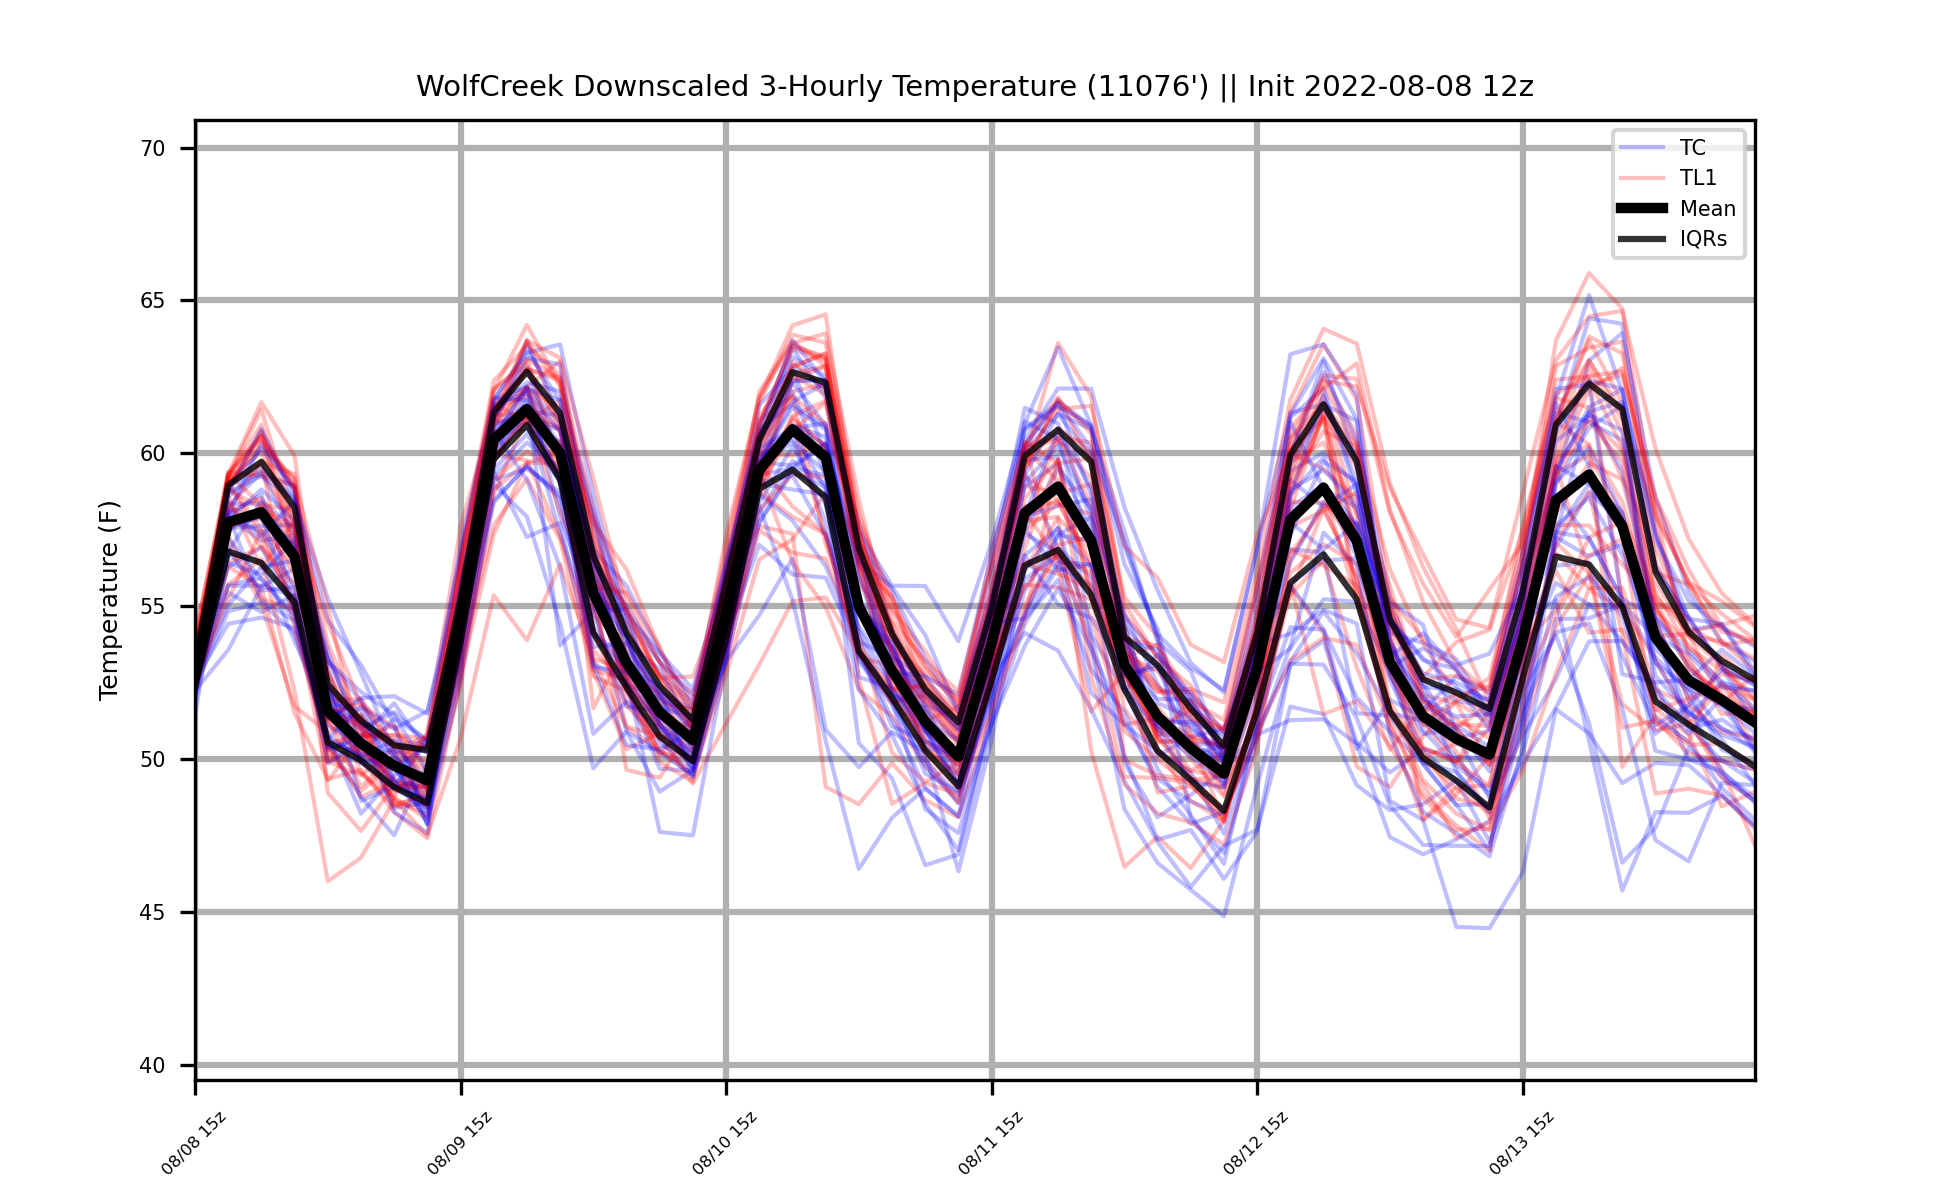 WolfCreek Downscaled 3-Hourly Temperature (11076') || Init 2022-08-08 12z
TC
TL1
Mean
IQRs
Temperature (F)
70
65
60
55
50
45
40
08/08 15z
08/09 15z
08/10 15z
08/11 15z
08/12 15z
08/13 15z